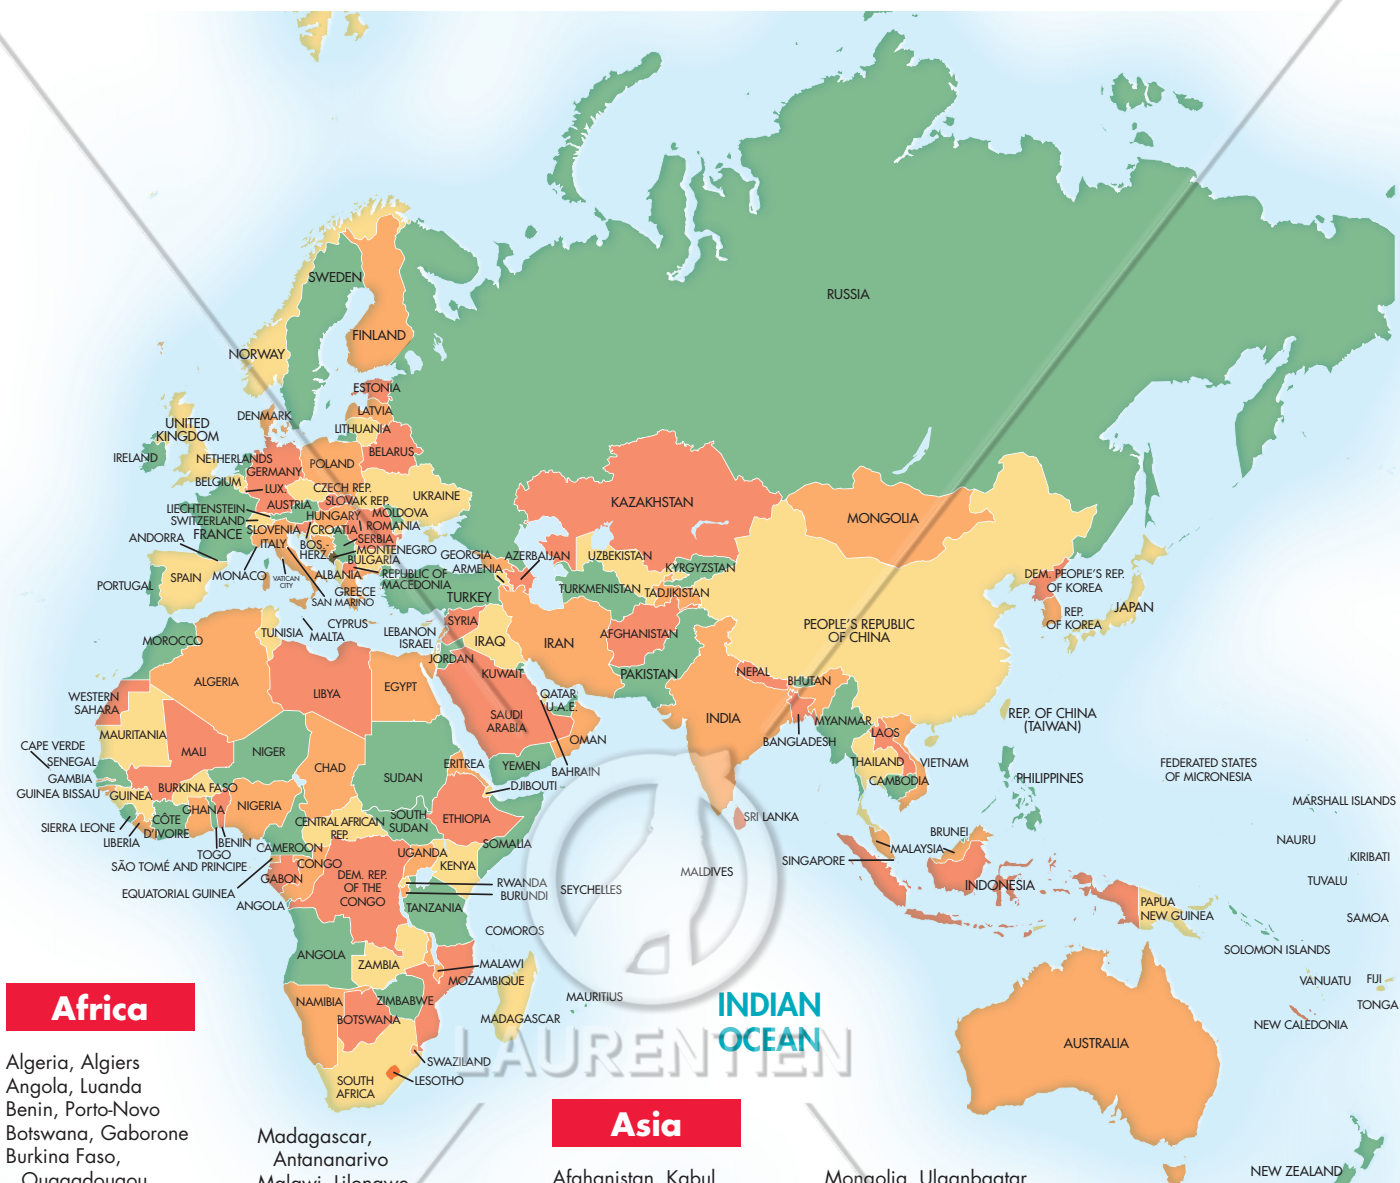 RUSSIA
SWEDEN
FINLAND
NORWAY
ESTONIA
LATVIA
LITHUANIA
DENMARK
UNITED
KINGDOM
IRELAND
NETHERLANDS
BELARUS
POLAND
GERMANY
BELGIUM
LUX.
CZECH REP.
SLOVAK REP.
UKRAINE
AUSTRIA
LIECHTENSTEIN
SWITZERLAND
FRANCE
HUNGARY
MOLDOVA
ROMANIA
SLOVENIA
CROATIA
SERBIA
ANDORRA
ITALY
BOS.-
HERZ.
MONTENEGRO
BULGARIA
PORTUGAL
SPAIN
MONACO
VATICAN
CITY
ALBANIA
REPUBLIC OF
MACEDONIA
GREECE
SAN MARINO
GEORGIA
ARMENIA
AZERBAIJAN
TURKEY
KAZAKHSTAN
UZBEKISTAN
TURKMENISTAN
KYRGYZSTAN
TADJIKISTAN
MONGOLIA
DEM. PEOPLE'S REP.
OF KOREA
REP.
OF KOREA
JAPAN
PEOPLE'S REPUBLIC
OF CHINA
MOROCCO
TUNISIA
MALTA
CYPRUS
LEBANON
ISRAEL
SYRIA
IRAQ
IRAN
AFGHANISTAN
JORDAN
KUWAIT
PAKISTAN
NEPAL
BHUTAN
ALGERIA
LIBYA
EGYPT
WESTERN
SAHARA
SAUDI
ARABIA
QATAR
U.A.E.
OMAN
BAHRAIN
INDIA
BANGLADESH
MYANMAR
LAOS
THAILAND
VIETNAM
CAMBODIA
REP. OF CHINA
(TAIWAN)
PHILIPPINES
FEDERATED STATES
OF MICRONESIA
MARSHALL ISLANDS
MAURITANIA
MALI
NIGER
CHAD
SUDAN
ERITREA
YEMEN
DJIBOUTI
CAPE VERDE
SENEGAL
GAMBIA
GUINEA BISSAU
GUINEA
BURKINA FASO
SIERRA LEONE
LIBERIA
CÔTE
D'IVOIRE
GHANA
TOGO
BENIN
NIGERIA
CAMEROON
CENTRAL AFRICAN
REP.
SOUTH
SUDAN
ETHIOPIA
SOMALIA
SÃO TOMÉ AND PRINCIPE
EQUATORIAL GUINEA
GABON
CONGO
DEM. REP.
OF THE
CONGO
UGANDA
KENYA
RWANDA
BURUNDI
TANZANIA
SEYCHELLES
MALDIVES
SRI LANKA
SINGAPORE
BRUNEI
MALAYSIA
INDONESIA
NAURU
KIRIBATI
TUVALU
SAMOA
PAPUA
NEW GUINEA
SOLOMON ISLANDS
VANUATU
FIJI
TONGA
NEW CALEDONIA
ANGOLA
ANGOLA
COMOROS
ZAMBIA
MALAWI
MOZAMBIQUE
MAURITIUS
MADAGASCAR
NAMIBIA
ZIMBABWE
BOTSWANA
SWAZILAND
LESOTHO
SOUTH
AFRICA
INDIAN
OCEAN
LAURENTIEN
AUSTRALIA
NEW ZEALAND
Africa
Algeria, Algiers
Angola, Luanda
Benin, Porto-Novo
Botswana, Gaborone
Burkina Faso,
Ouagadougou
Madagascar,
Antananarivo
Malawi, Lilongwe
Asia
Afghanistan, Kabul
Mongolia, Ulaanbaatar